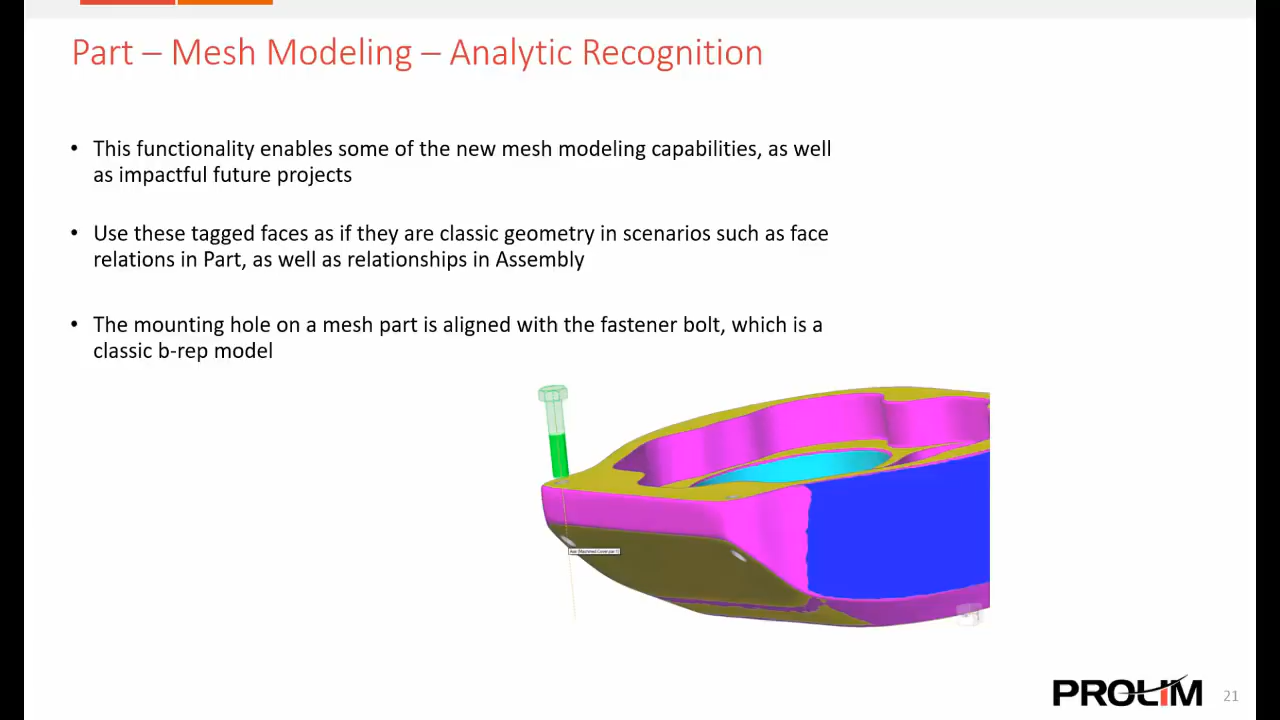 Part – Mesh Modeling – Analytic Recognition
• This functionality enables some of the new mesh modeling capabilities, as well
as impactful future projects
• Use these tagged faces as if they are classic geometry in scenarios such as face
relations in Part, as well as relationships in Assembly
• The mounting hole on a mesh part is aligned with the fastener bolt, which is a
classic b-rep model
PROLIM
21